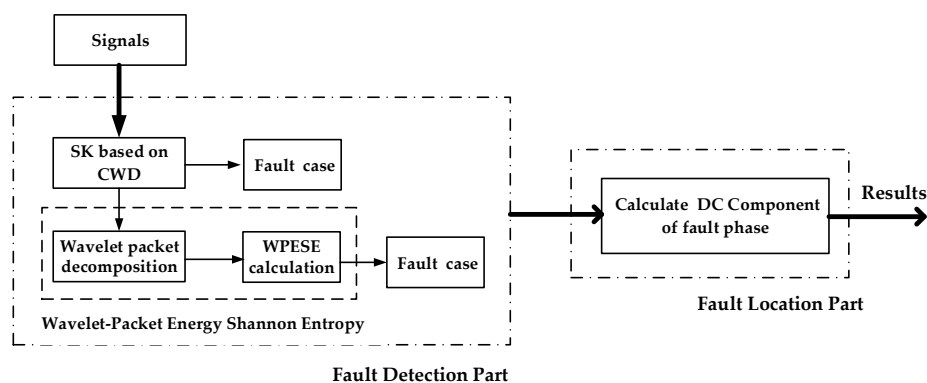 Signals
SK based on
CWD
Fault case
Wavelet packet
decomposition
WPESE
calculation
Fault case
Wavelet-Packet Energy Shannon Entropy
Fault Detection Part
Calculate DC Component
of fault phase
Results
Fault Location Part